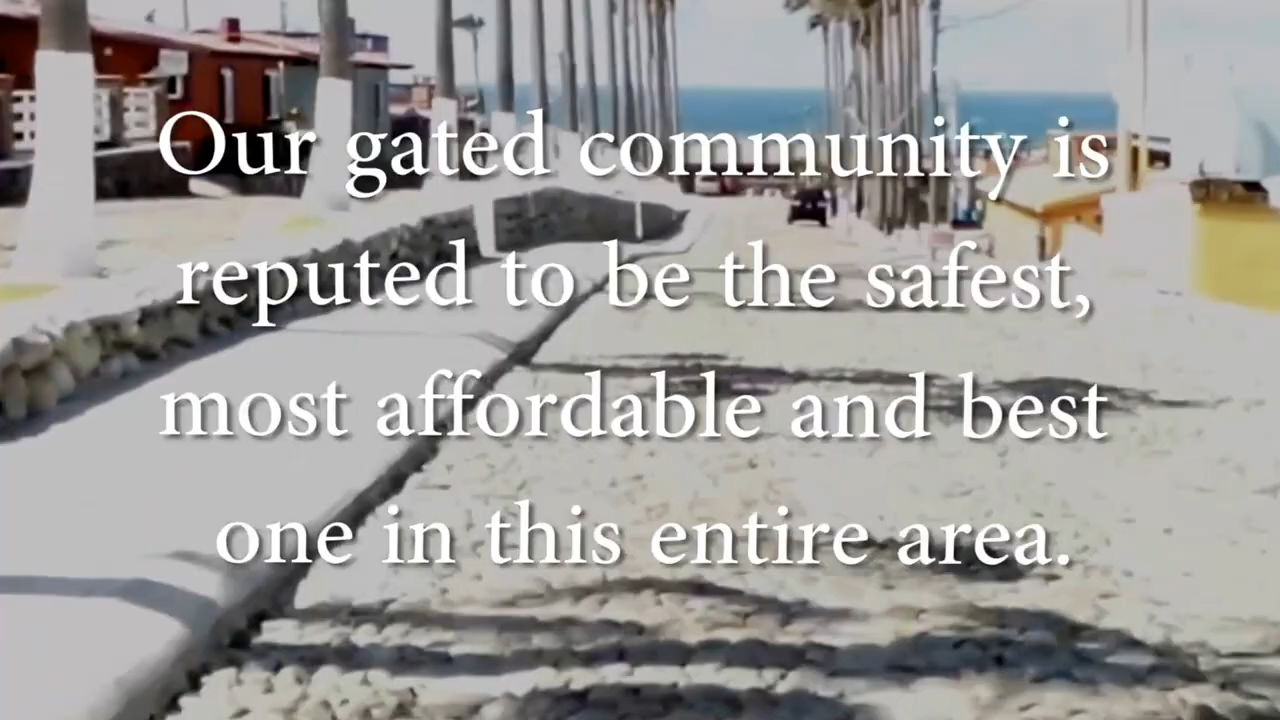 Our gated community is
reputed to be the safest,
most affordable and best
one in this entire area.